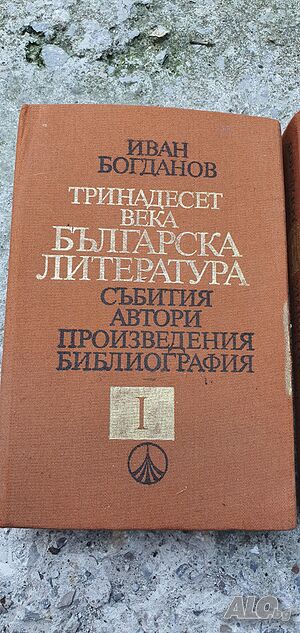 ИВАН
БОГДАНОВ
ТРИНАДЕСЕТ
ВЕКА
БЪЛГАРСКА
ЛИТЕРАТУРА
СЪБИТИЯ
АВТОРИ
ПРОИЗВЕДЕНИЯ
БИБЛИОГРАФИЯ
I
ALO.bg